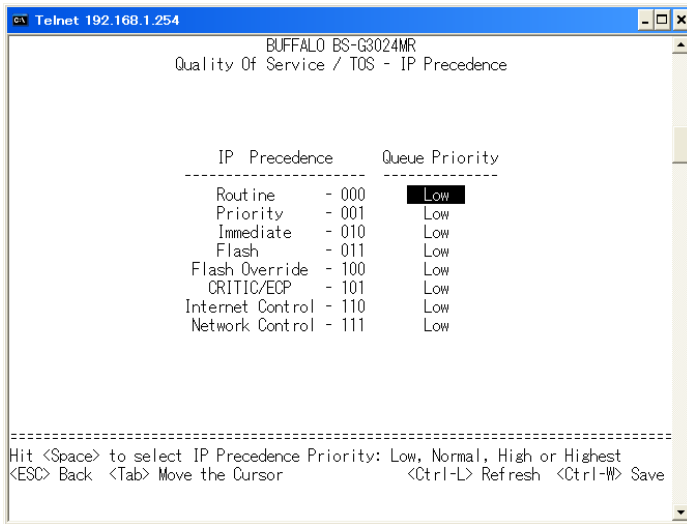 Telnet 192.168.1.254
BUFFALO BS-G3024MR
Quality Of Service / TOS - IP Precedence
IP Precedence Queue Priority
---------------------- --------------
Routine - 000 Low
Priority - 001 Low
Immediate - 010 Low
Flash - 011 Low
Flash Override - 100 Low
CRITIC/ECP - 101 Low
Internet Control - 110 Low
Network Control - 111 Low
================================================================================
Hit <Space> to select IP Precedence Priority: Low, Normal, High or Highest
<ESC> Back <Tab> Move the Cursor <Ctrl-L> Refresh <Ctrl-W> Save